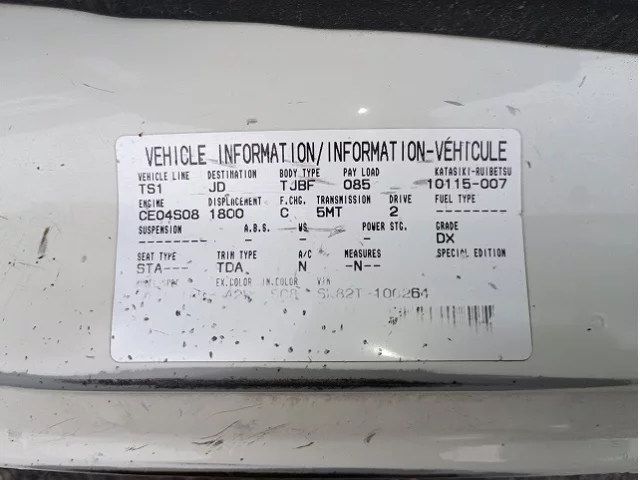 VEHICLE INFORMATION/INFORMATION-VÉHICULE
VEHICLE LINE DESTINATION BODY TYPE PAY LOAD KATASIKI-RUIBETSU
TS1 JD TJBF 085 10115-007
ENGINE DISPLACEMENT F.CHG. TRANSMISSION DRIVE FUEL TYPE
CE04S08 1800 C 5MT 2 ------
SUSPENSION A.B.S. WS POWER STG. GRADE
--------- - - - DX
SEAT TYPE TRIM TYPE A/C MEASURES SPECIAL EDITION
STA--- TDA N -N--
EX.COLOR IN.COLOR VIN